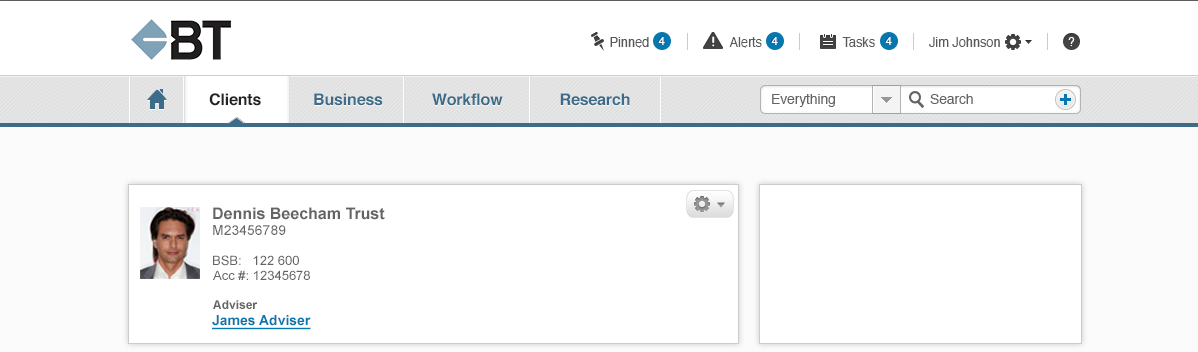 BT
Pinned 4 Alerts 4 Tasks 4 Jim Johnson ?
Clients Business Workflow Research Everything Search
Dennis Beecham Trust
M23456789
BSB: 122 600
Acc #: 12345678
Adviser
James Adviser